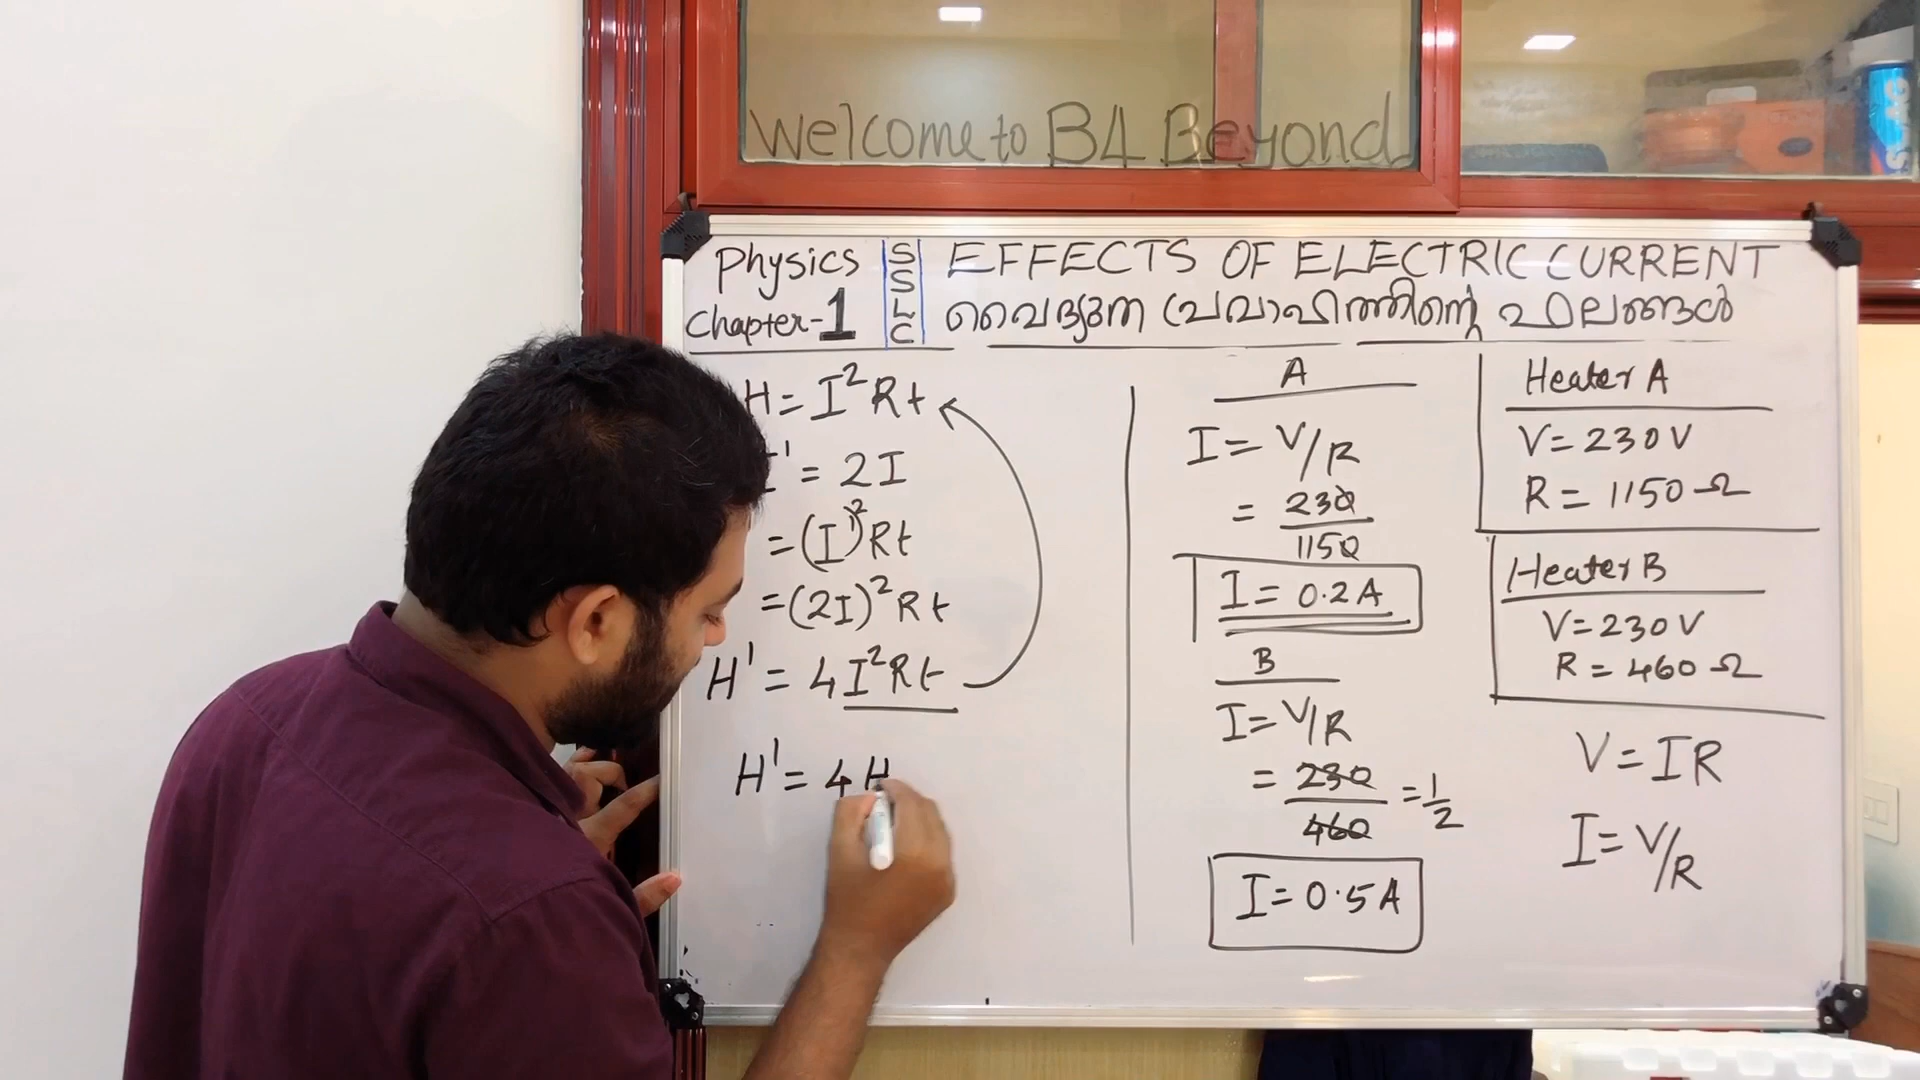 Welcome to B4 Beyond
Physics
Chapter-1
SSLC
EFFECTS OF ELECTRIC CURRENT
വൈദ്യുത പ്രവാഹത്തിന്റെ ഫലങ്ങൾ
H = I²Rt
' = 2I
= (I')²Rt
= (2I)²Rt
H' = 4I²Rt
H' = 4H
A
I = V/R
= 230/1150
I = 0.2A
B
I = V/R
= 230/460 = 1/2
I = 0.5A
Heater A
V = 230V
R = 1150 Ω
Heater B
V = 230V
R = 460 Ω
V = IR
I = V/R